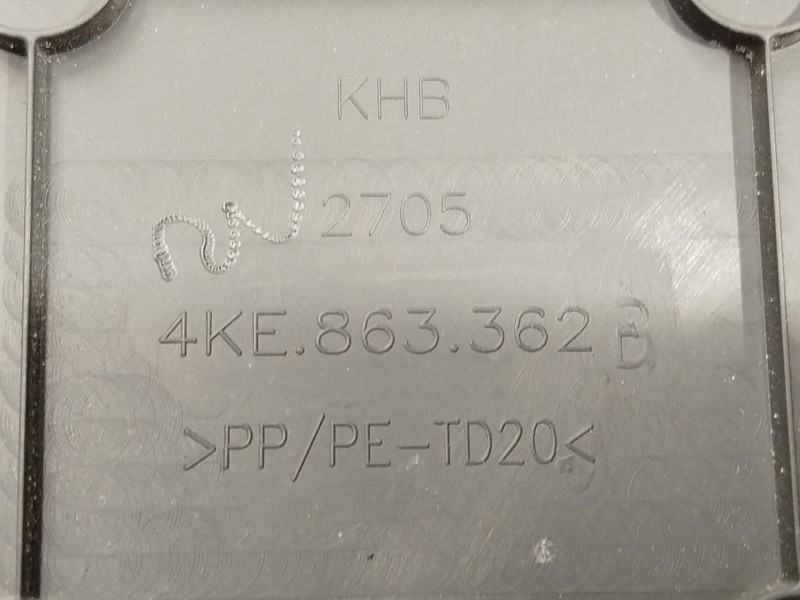 KHB
2705
4KE.863.362
>PP/PE-TD20<